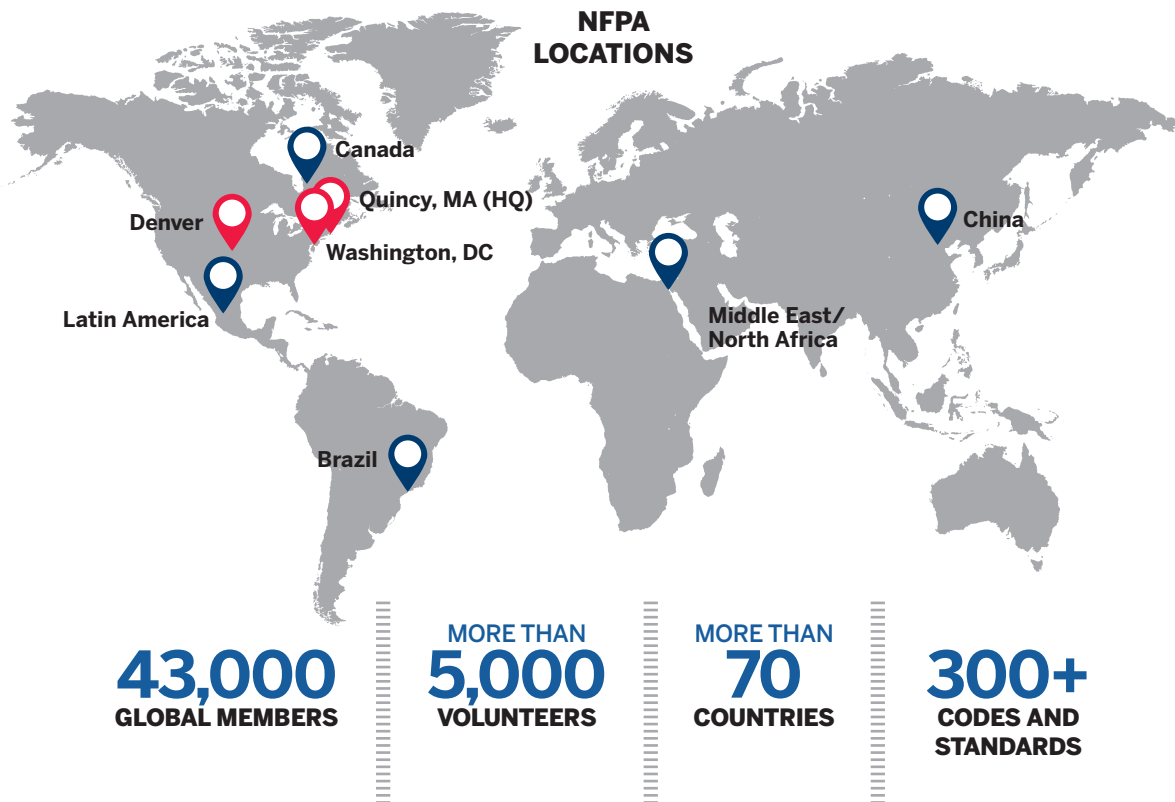 NFPA
LOCATIONS
Canada
Quincy, MA (HQ)
Denver
Washington, DC
China
Latin America
Middle East/
North Africa
Brazil
43,000
GLOBAL MEMBERS
MORE THAN
5,000
VOLUNTEERS
MORE THAN
70
COUNTRIES
300+
CODES AND
STANDARDS